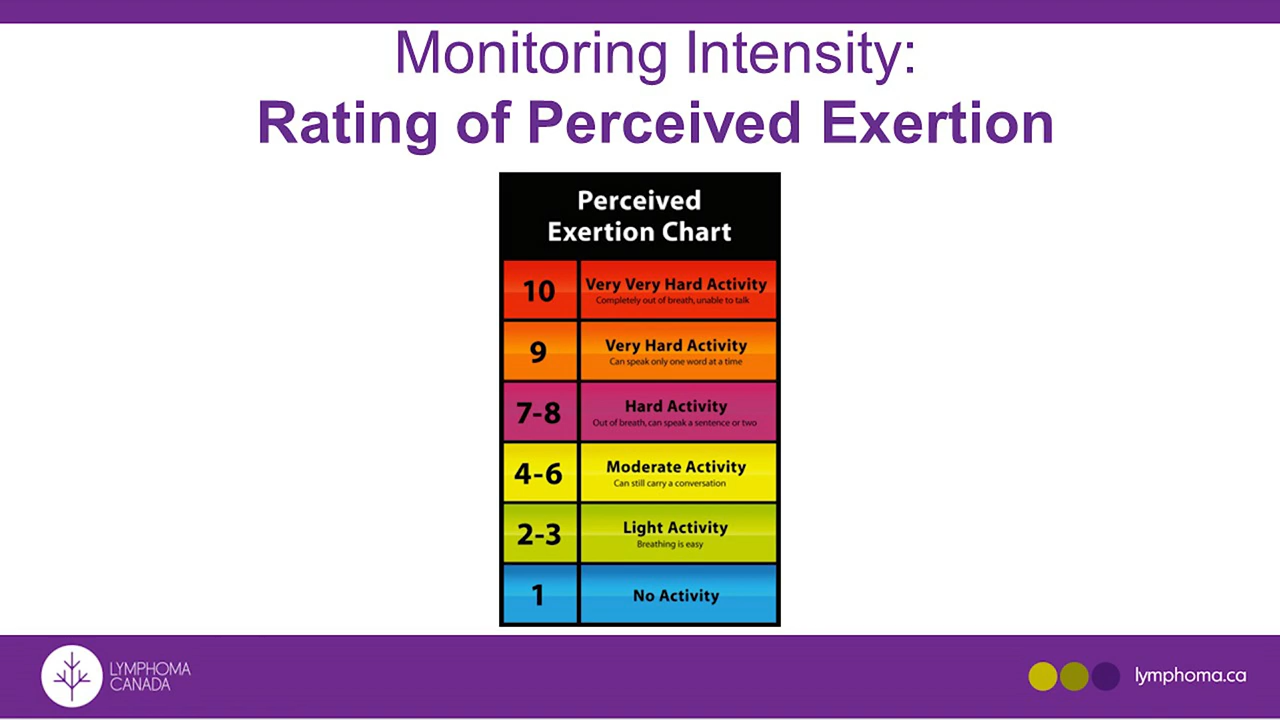 Monitoring Intensity:
Rating of Perceived Exertion
Perceived
Exertion Chart
10
Very Very Hard Activity
Completely out of breath, unable to talk
9
Very Hard Activity
Can speak only one word at a time
7-8
Hard Activity
Out of breath, can speak a sentence or two
4-6
Moderate Activity
Can still carry a conversation
2-3
Light Activity
Breathing is easy
1
No Activity
LYMPHOMA
CANADA
lymphoma.ca